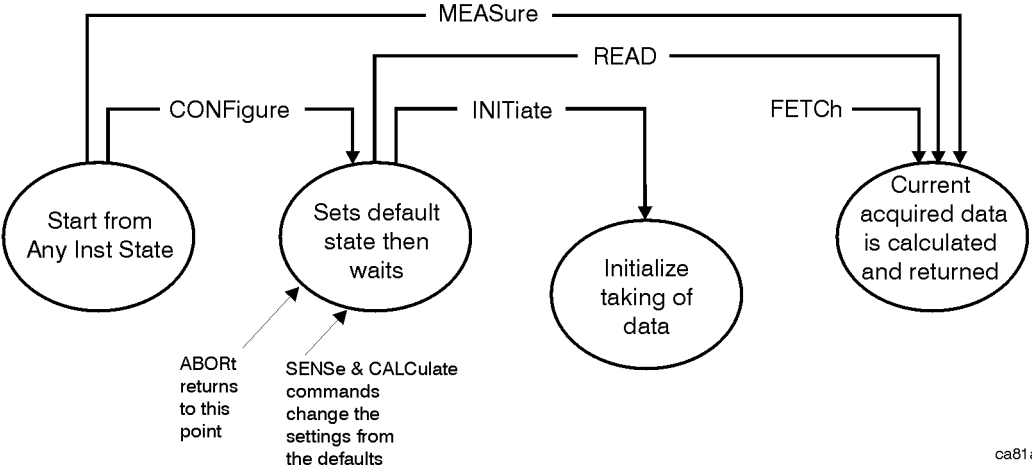 MEASure
READ
CONFigure
INITiate
FETCh
Start from
Any Inst State
Sets default
state then
waits
Initialize
taking of
data
Current
acquired data
is calculated
and returned
ABORt
returns
to this
point
SENSe & CALCulate
commands
change the
settings from
the defaults